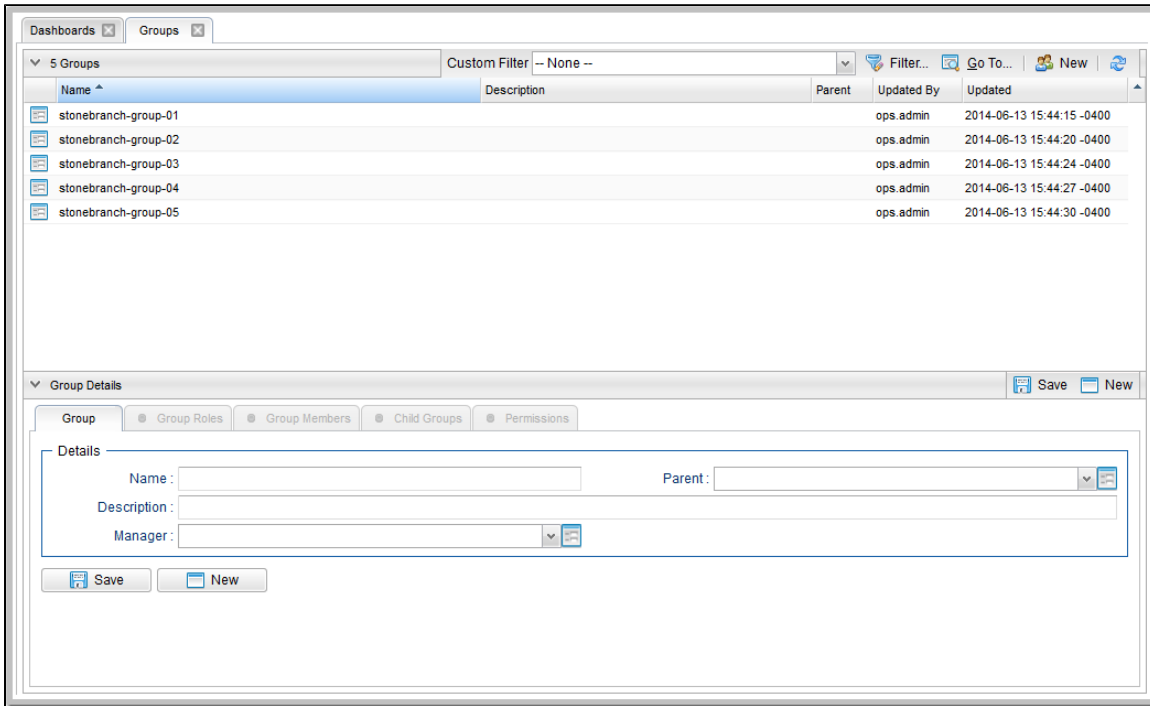 Dashboards Groups
5 Groups Custom Filter -- None -- Filter... Go To... New
Name Description Parent Updated By Updated
stonebranch-group-01 ops.admin 2014-06-13 15:44:15 -0400
stonebranch-group-02 ops.admin 2014-06-13 15:44:20 -0400
stonebranch-group-03 ops.admin 2014-06-13 15:44:24 -0400
stonebranch-group-04 ops.admin 2014-06-13 15:44:27 -0400
stonebranch-group-05 ops.admin 2014-06-13 15:44:30 -0400
Group Details Save New
Group Group Roles Group Members Child Groups Permissions
Details
Name : Parent :
Description :
Manager :
Save New